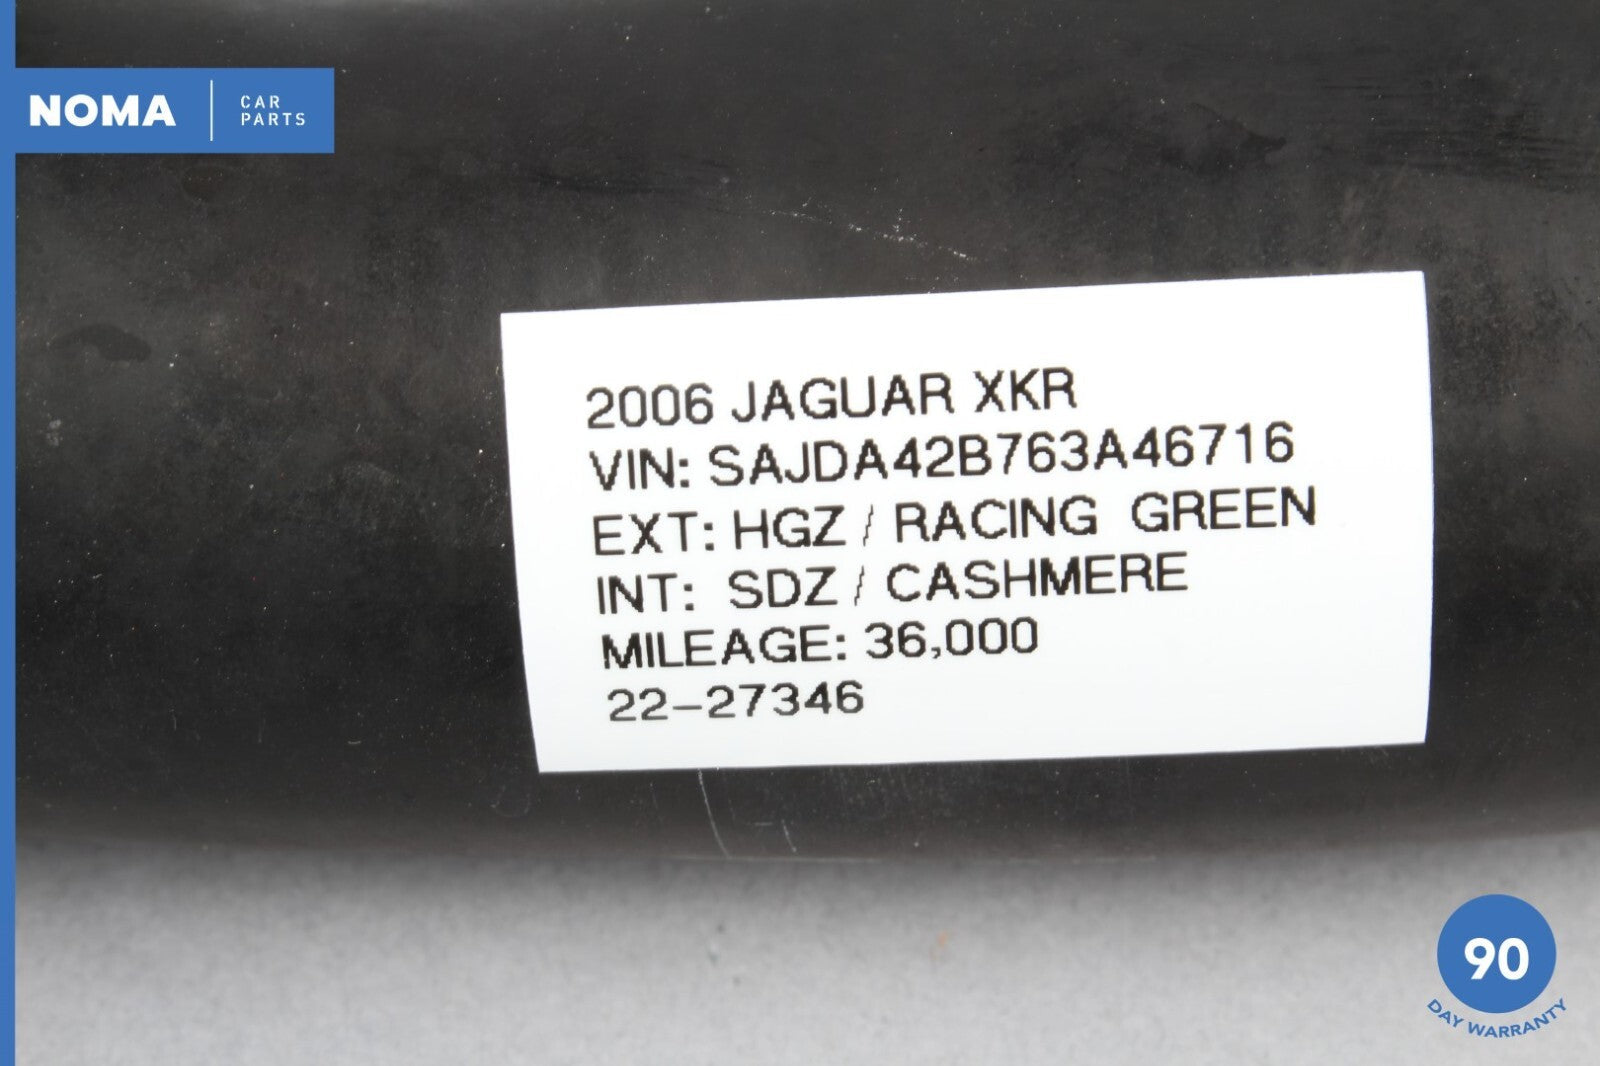 NOMA
CAR
PARTS
2006 JAGUAR XKR
VIN: SAJDA42B763A46716
EXT: HGZ / RACING GREEN
INT: SDZ / CASHMERE
MILEAGE: 36,000
22-27346
90
DAY WARRANTY